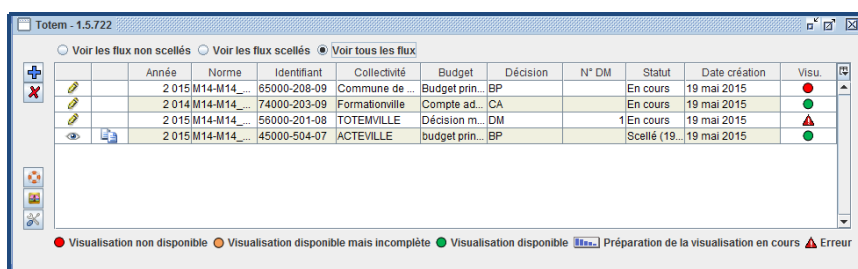 Totem - 1.5.722
Voir les flux non scellés Voir les flux scellés Voir tous les flux
Année Norme Identifiant Collectivité Budget Décision N° DM Statut Date création Visu.
2 015 M14-M14_... 65000-208-09 Commune de ... Budget prin... BP En cours 19 mai 2015
2 014 M14-M14_... 74000-203-09 Formationville Compte ad... CA En cours 19 mai 2015
2 015 M14-M14_... 56000-201-08 TOTEMVILLE Décision m... DM 1 En cours 19 mai 2015
2 015 M14-M14_... 45000-504-07 ACTEVILLE budget prin... BP Scellé (19... 19 mai 2015
Visualisation non disponible Visualisation disponible mais incomplète Visualisation disponible Préparation de la visualisation en cours Erreur